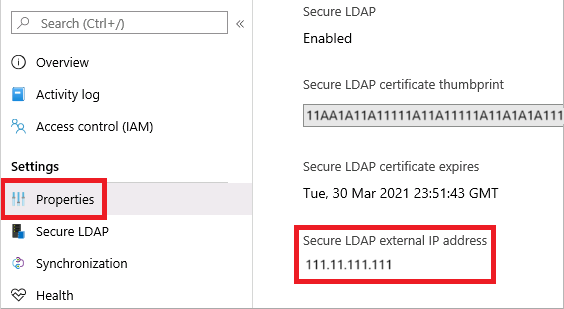 Search (Ctrl+/)
«
Overview
Activity log
Access control (IAM)
Settings
Properties
Secure LDAP
Synchronization
Health
Secure LDAP
Enabled
Secure LDAP certificate thumbprint
11AA1A11A11111A11A11111A11A1A1A111
Secure LDAP certificate expires
Tue, 30 Mar 2021 23:51:43 GMT
Secure LDAP external IP address
111.11.111.111